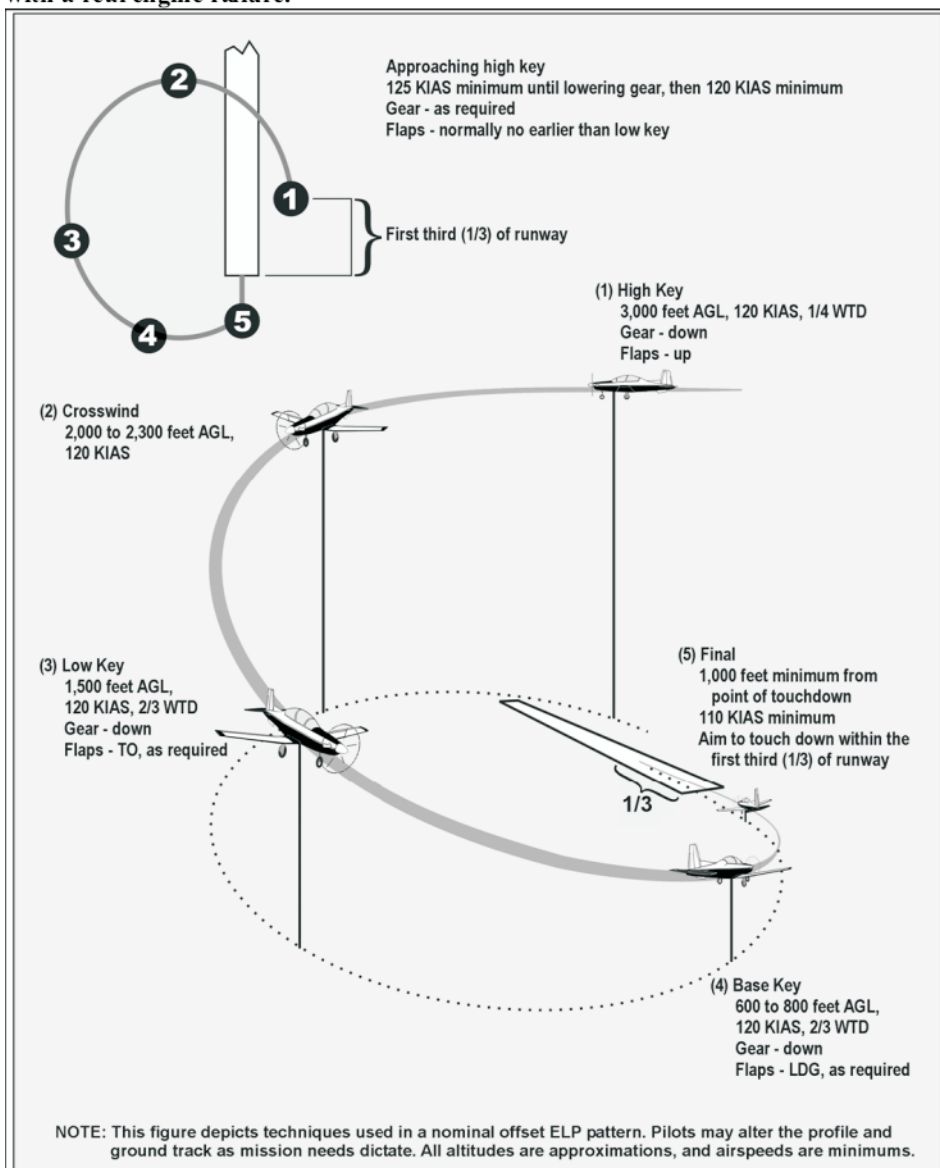 with a real engine failure.
2
1
3
4
5
Approaching high key
125 KIAS minimum until lowering gear, then 120 KIAS minimum
Gear - as required
Flaps - normally no earlier than low key
First third (1/3) of runway
(1) High Key
3,000 feet AGL, 120 KIAS, 1/4 WTD
Gear - down
Flaps - up
(2) Crosswind
2,000 to 2,300 feet AGL,
120 KIAS
(3) Low Key
1,500 feet AGL,
120 KIAS, 2/3 WTD
Gear - down
Flaps - TO, as required
(5) Final
1,000 feet minimum from
point of touchdown
110 KIAS minimum
Aim to touch down within the
first third (1/3) of runway
1/3
(4) Base Key
600 to 800 feet AGL,
120 KIAS, 2/3 WTD
Gear - down
Flaps - LDG, as required
NOTE: This figure depicts techniques used in a nominal offset ELP pattern. Pilots may alter the profile and
ground track as mission needs dictate. All altitudes are approximations, and airspeeds are minimums.